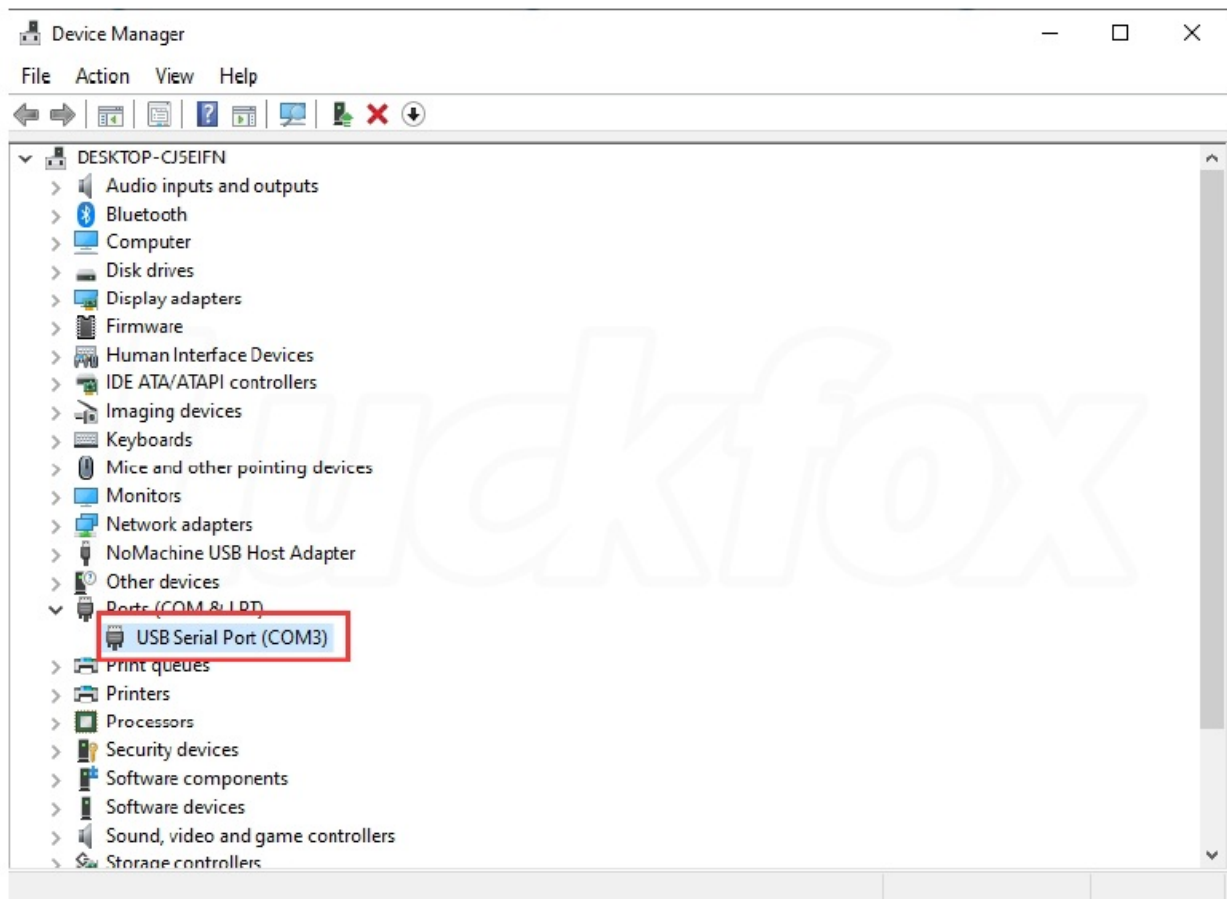 Device Manager
File Action View Help
DESKTOP-CJ5EIFN
Audio inputs and outputs
Bluetooth
Computer
Disk drives
Display adapters
Firmware
Human Interface Devices
IDE ATA/ATAPI controllers
Imaging devices
Keyboards
Mice and other pointing devices
Monitors
Network adapters
NoMachine USB Host Adapter
Other devices
Ports (COM & LPT)
USB Serial Port (COM3)
Print queues
Printers
Processors
Security devices
Software components
Software devices
Sound, video and game controllers
Storage controllers
luckfox